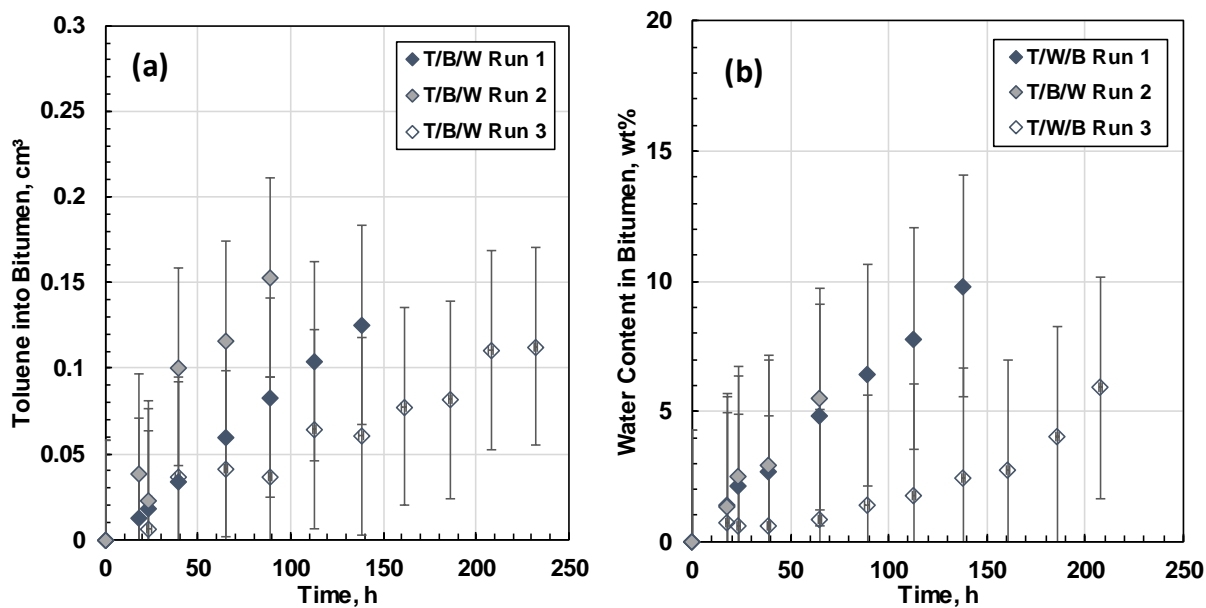 (a)
T/B/W Run 1
T/B/W Run 2
T/B/W Run 3
Toluene into Bitumen, cm³
0.3
0.25
0.2
0.15
0.1
0.05
0
0 50 100 150 200 250
Time, h
(b)
T/W/B Run 1
T/B/W Run 2
T/W/B Run 3
Water Content in Bitumen, wt%
20
15
10
5
0
0 50 100 150 200 250
Time, h